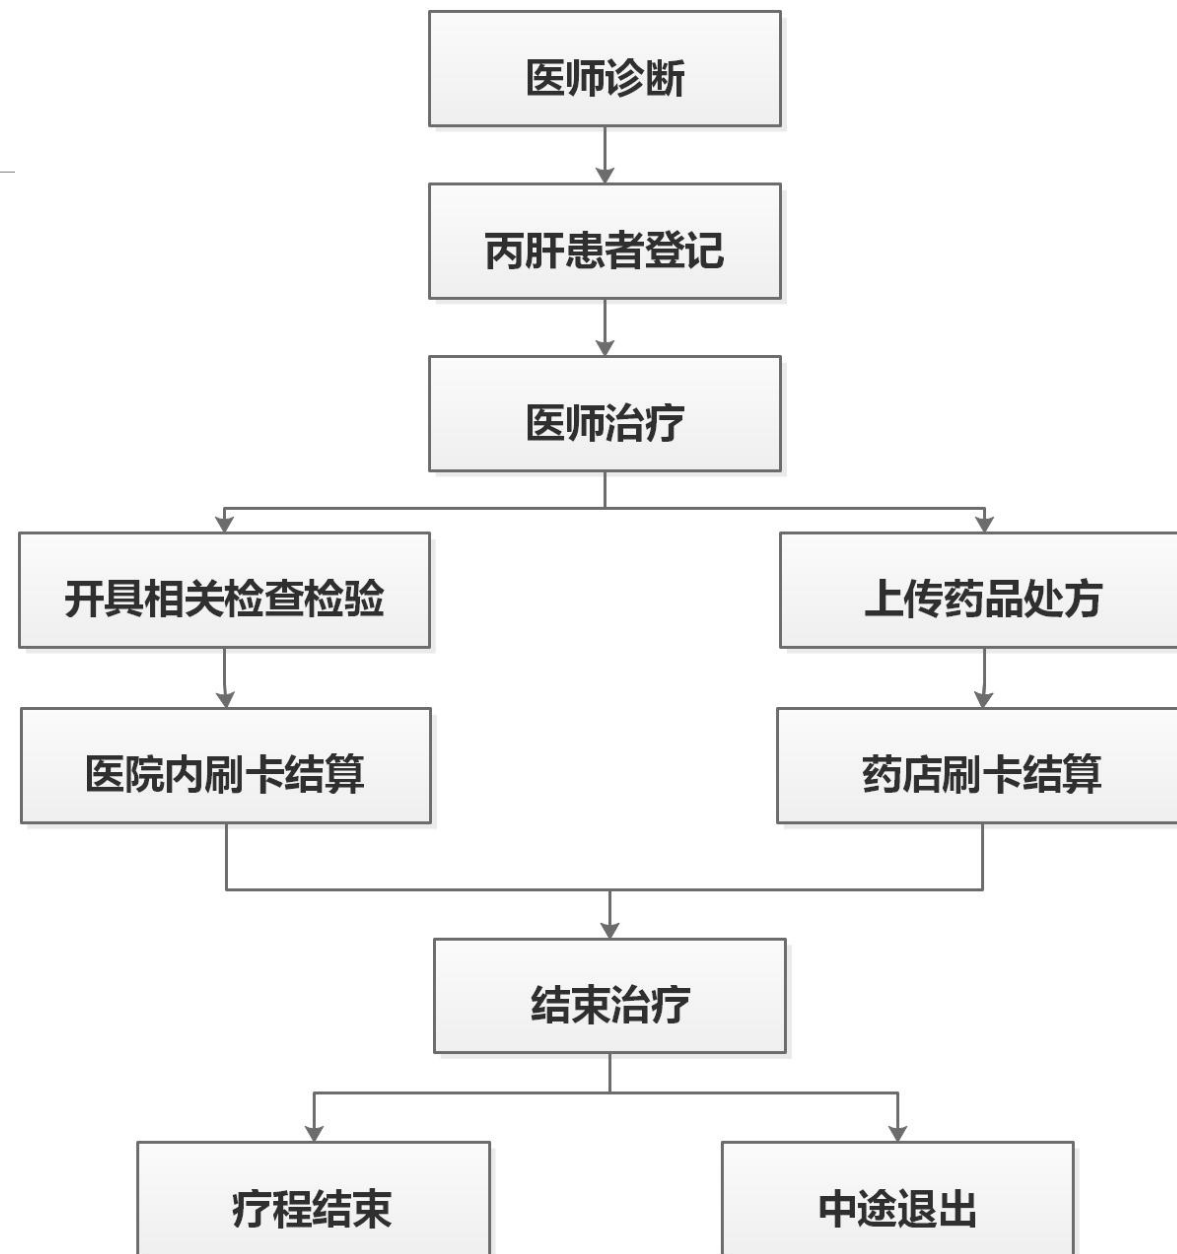 医师诊断
丙肝患者登记
医师治疗
开具相关检查检验
上传药品处方
医院内刷卡结算
药店刷卡结算
结束治疗
疗程结束
中途退出